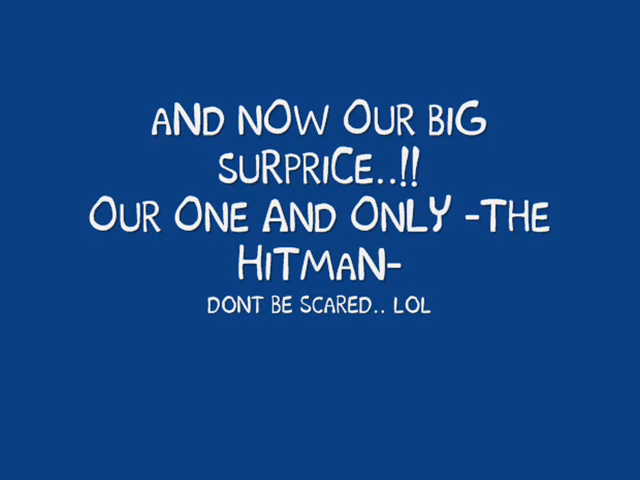 AND NOW OUR BIG
SURPRICE..!!
OUR ONE AND ONLY -THE
HITMAN-
DONT BE SCARED.. LOL